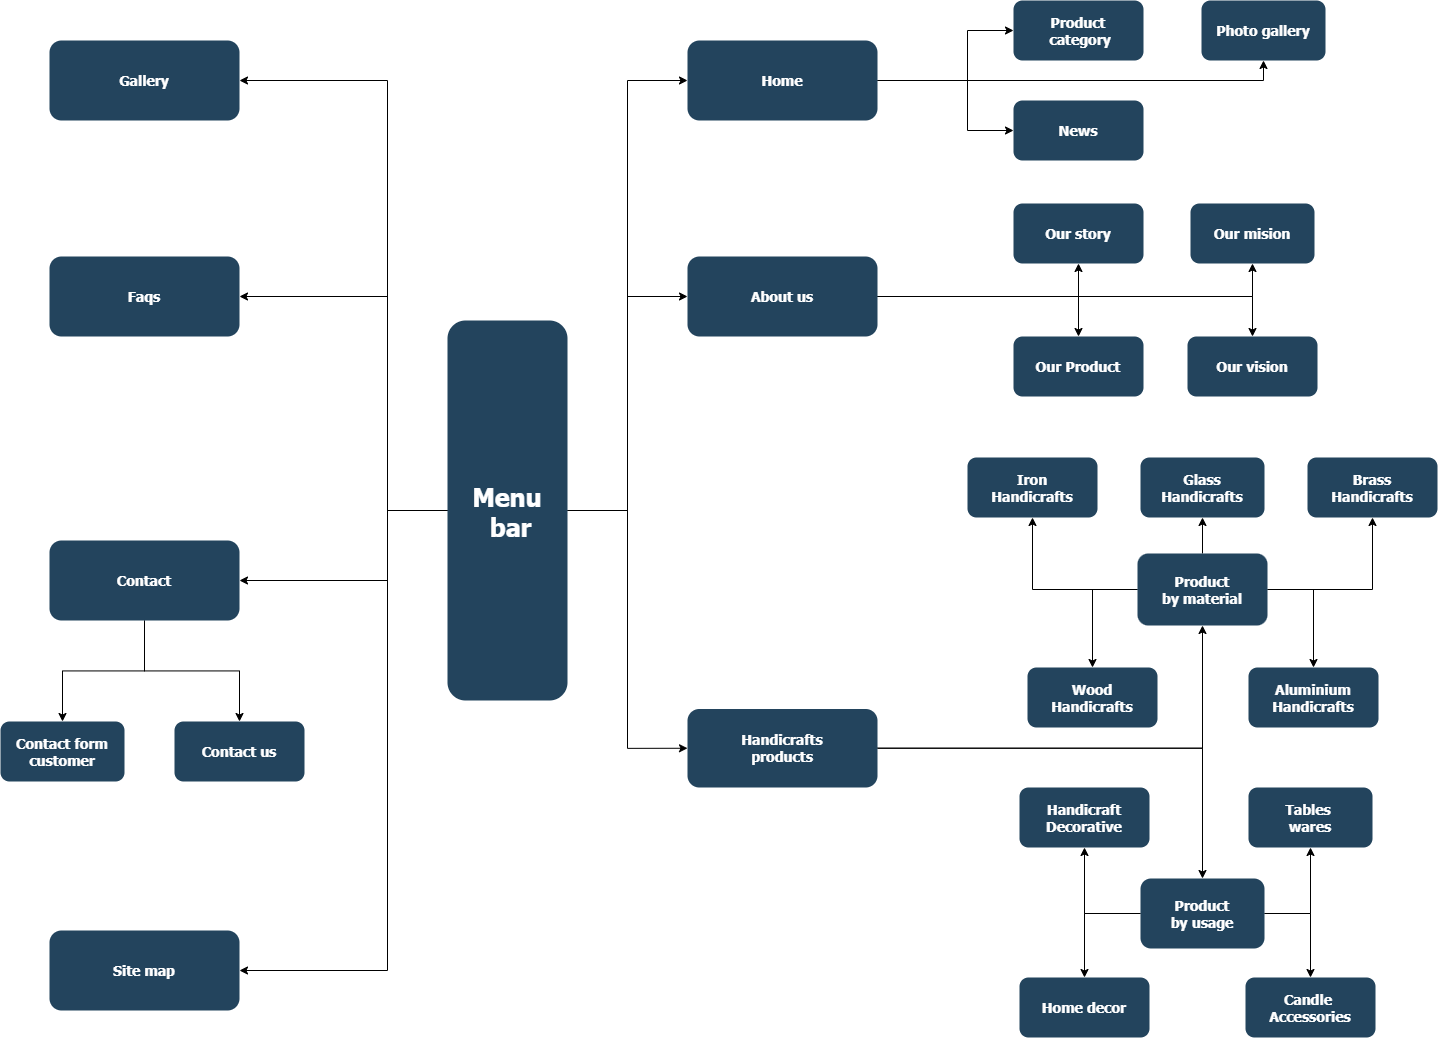 Gallery
Faqs
Contact
Contact form
customer
Contact us
Site map
Menu
bar
Home
Product
category
Photo gallery
News
About us
Our story
Our mision
Our Product
Our vision
Handicrafts
products
Iron
Handicrafts
Glass
Handicrafts
Brass
Handicrafts
Product
by material
Wood
Handicrafts
Aluminium
Handicrafts
Handicraft
Decorative
Tables
wares
Product
by usage
Home decor
Candle
Accessories